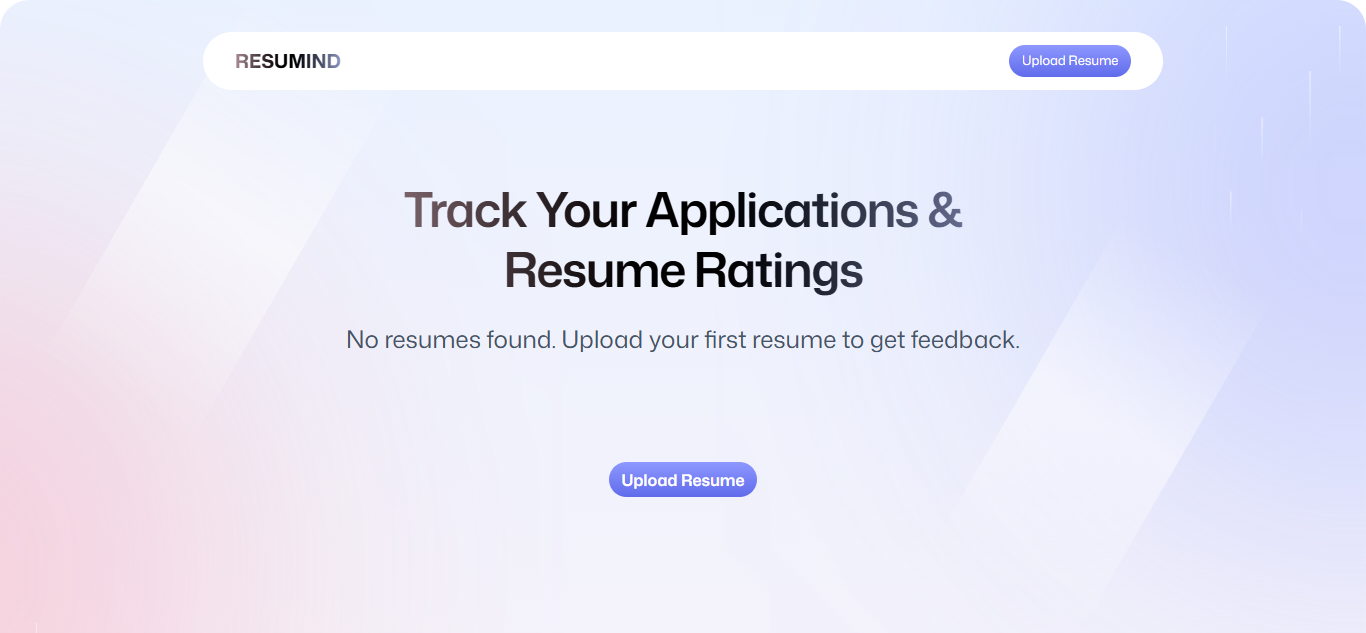 RESUMIND
Upload Resume
Track Your Applications &
Resume Ratings
No resumes found. Upload your first resume to get feedback.
Upload Resume